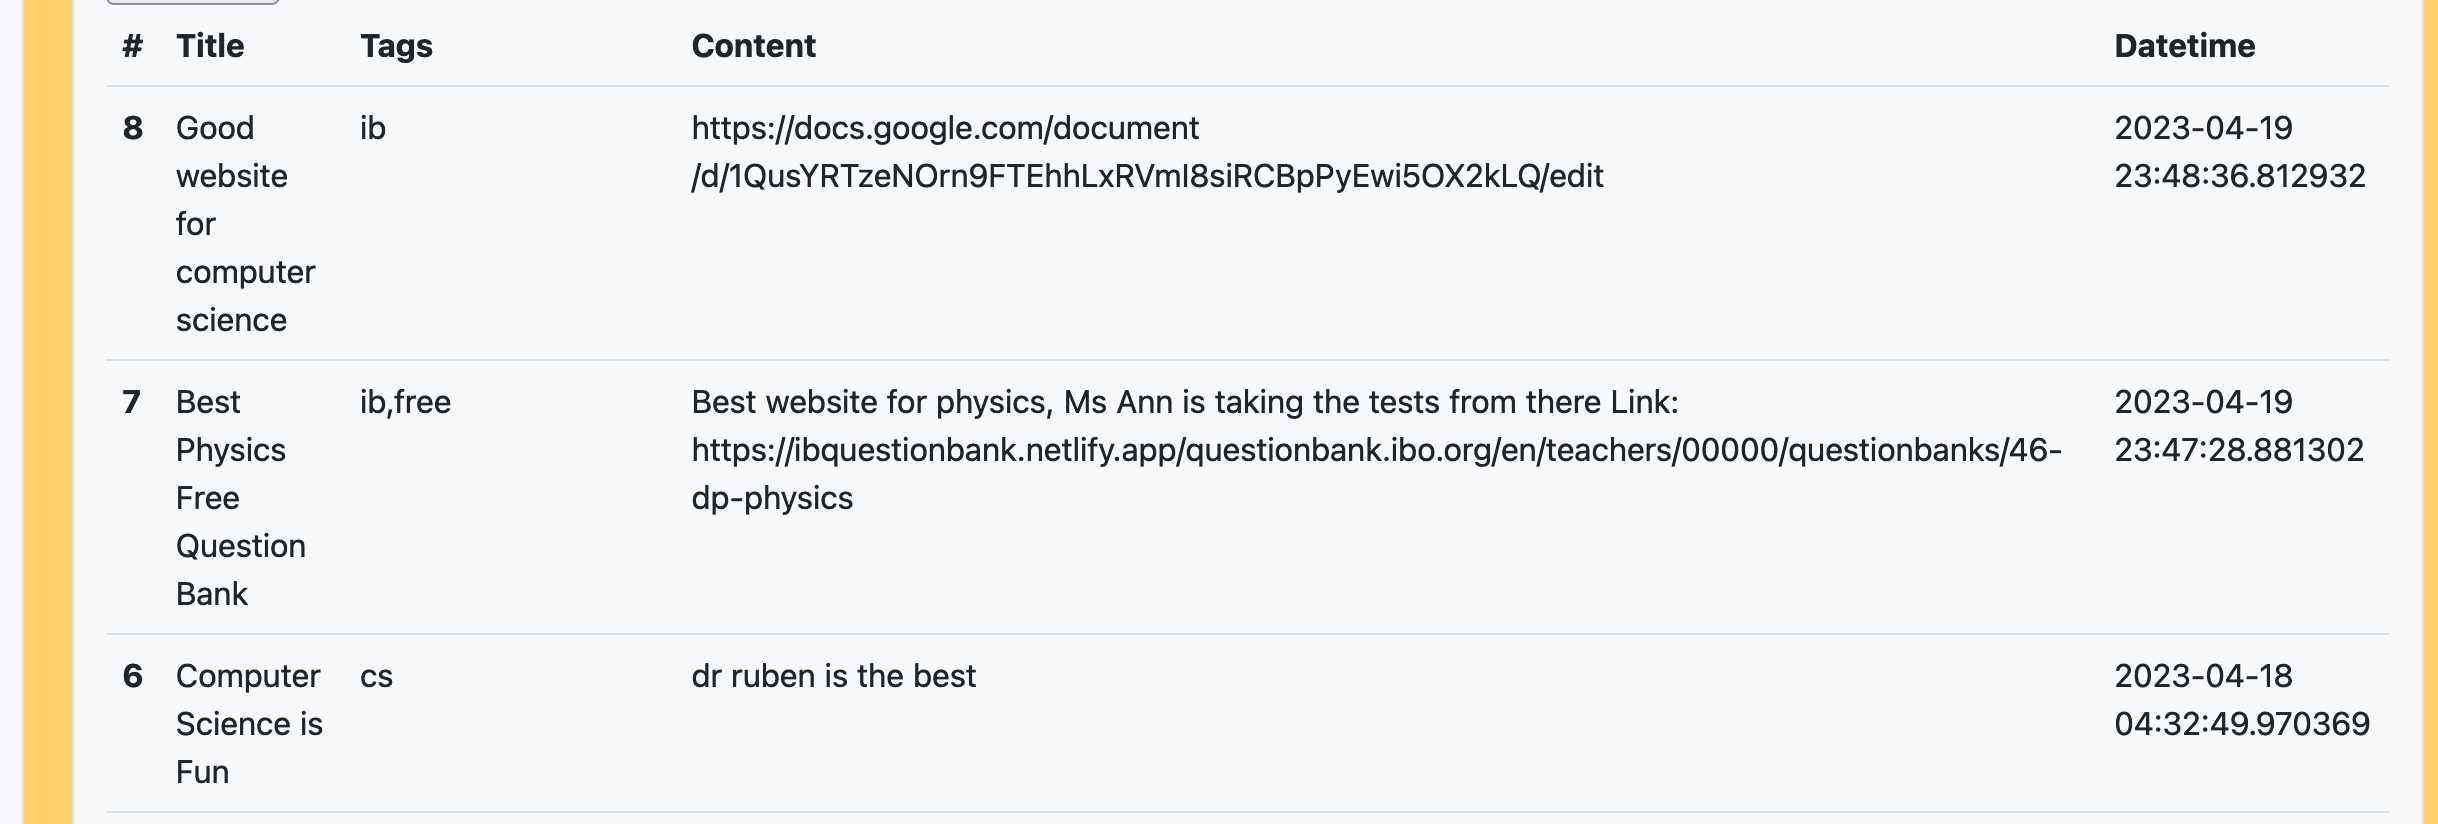 # Title Tags Content Datetime
8 Good ib https://docs.google.com/document 2023-04-19
website /d/1QusYRTzeNOrn9FTEhhLxRVmI8siRCBpPyEwi5OX2kLQ/edit 23:48:36.812932
for
computer
science
7 Best ib,free Best website for physics, Ms Ann is taking the tests from there Link: 2023-04-19
Physics https://ibquestionbank.netlify.app/questionbank.ibo.org/en/teachers/00000/questionbanks/46- 23:47:28.881302
Free dp-physics
Question
Bank
6 Computer cs dr ruben is the best 2023-04-18
Science is 04:32:49.970369
Fun